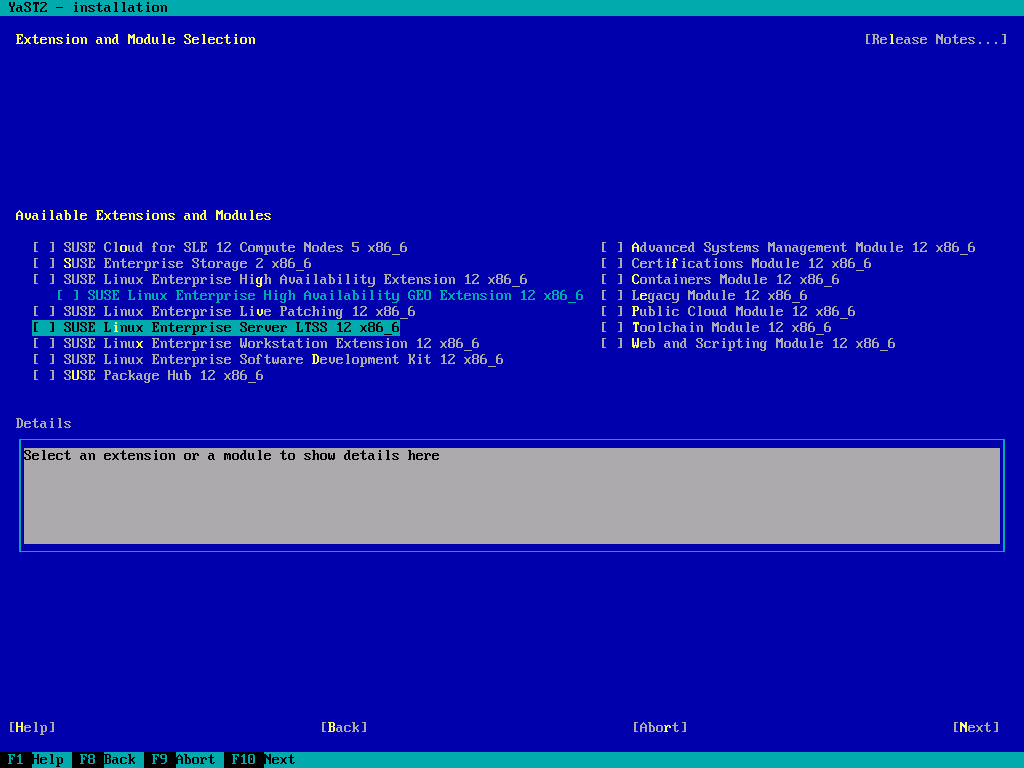 YaST2 - installation
Extension and Module Selection [Release Notes...]
Available Extensions and Modules
[ ] SUSE Cloud for SLE 12 Compute Nodes 5 x86_6
[ ] SUSE Enterprise Storage 2 x86_6
[ ] SUSE Linux Enterprise High Availability Extension 12 x86_6
[ ] SUSE Linux Enterprise High Availability GEO Extension 12 x86_6
[ ] SUSE Linux Enterprise Live Patching 12 x86_6
[ ] SUSE Linux Enterprise Server LTSS 12 x86_6
[ ] SUSE Linux Enterprise Workstation Extension 12 x86_6
[ ] SUSE Linux Enterprise Software Development Kit 12 x86_6
[ ] SUSE Package Hub 12 x86_6
[ ] Advanced Systems Management Module 12 x86_6
[ ] Certifications Module 12 x86_6
[ ] Containers Module 12 x86_6
[ ] Legacy Module 12 x86_6
[ ] Public Cloud Module 12 x86_6
[ ] Toolchain Module 12 x86_6
[ ] Web and Scripting Module 12 x86_6
Details
Select an extension or a module to show details here
[Help] [Back] [Abort] [Next]
F1 Help F8 Back F9 Abort F10 Next